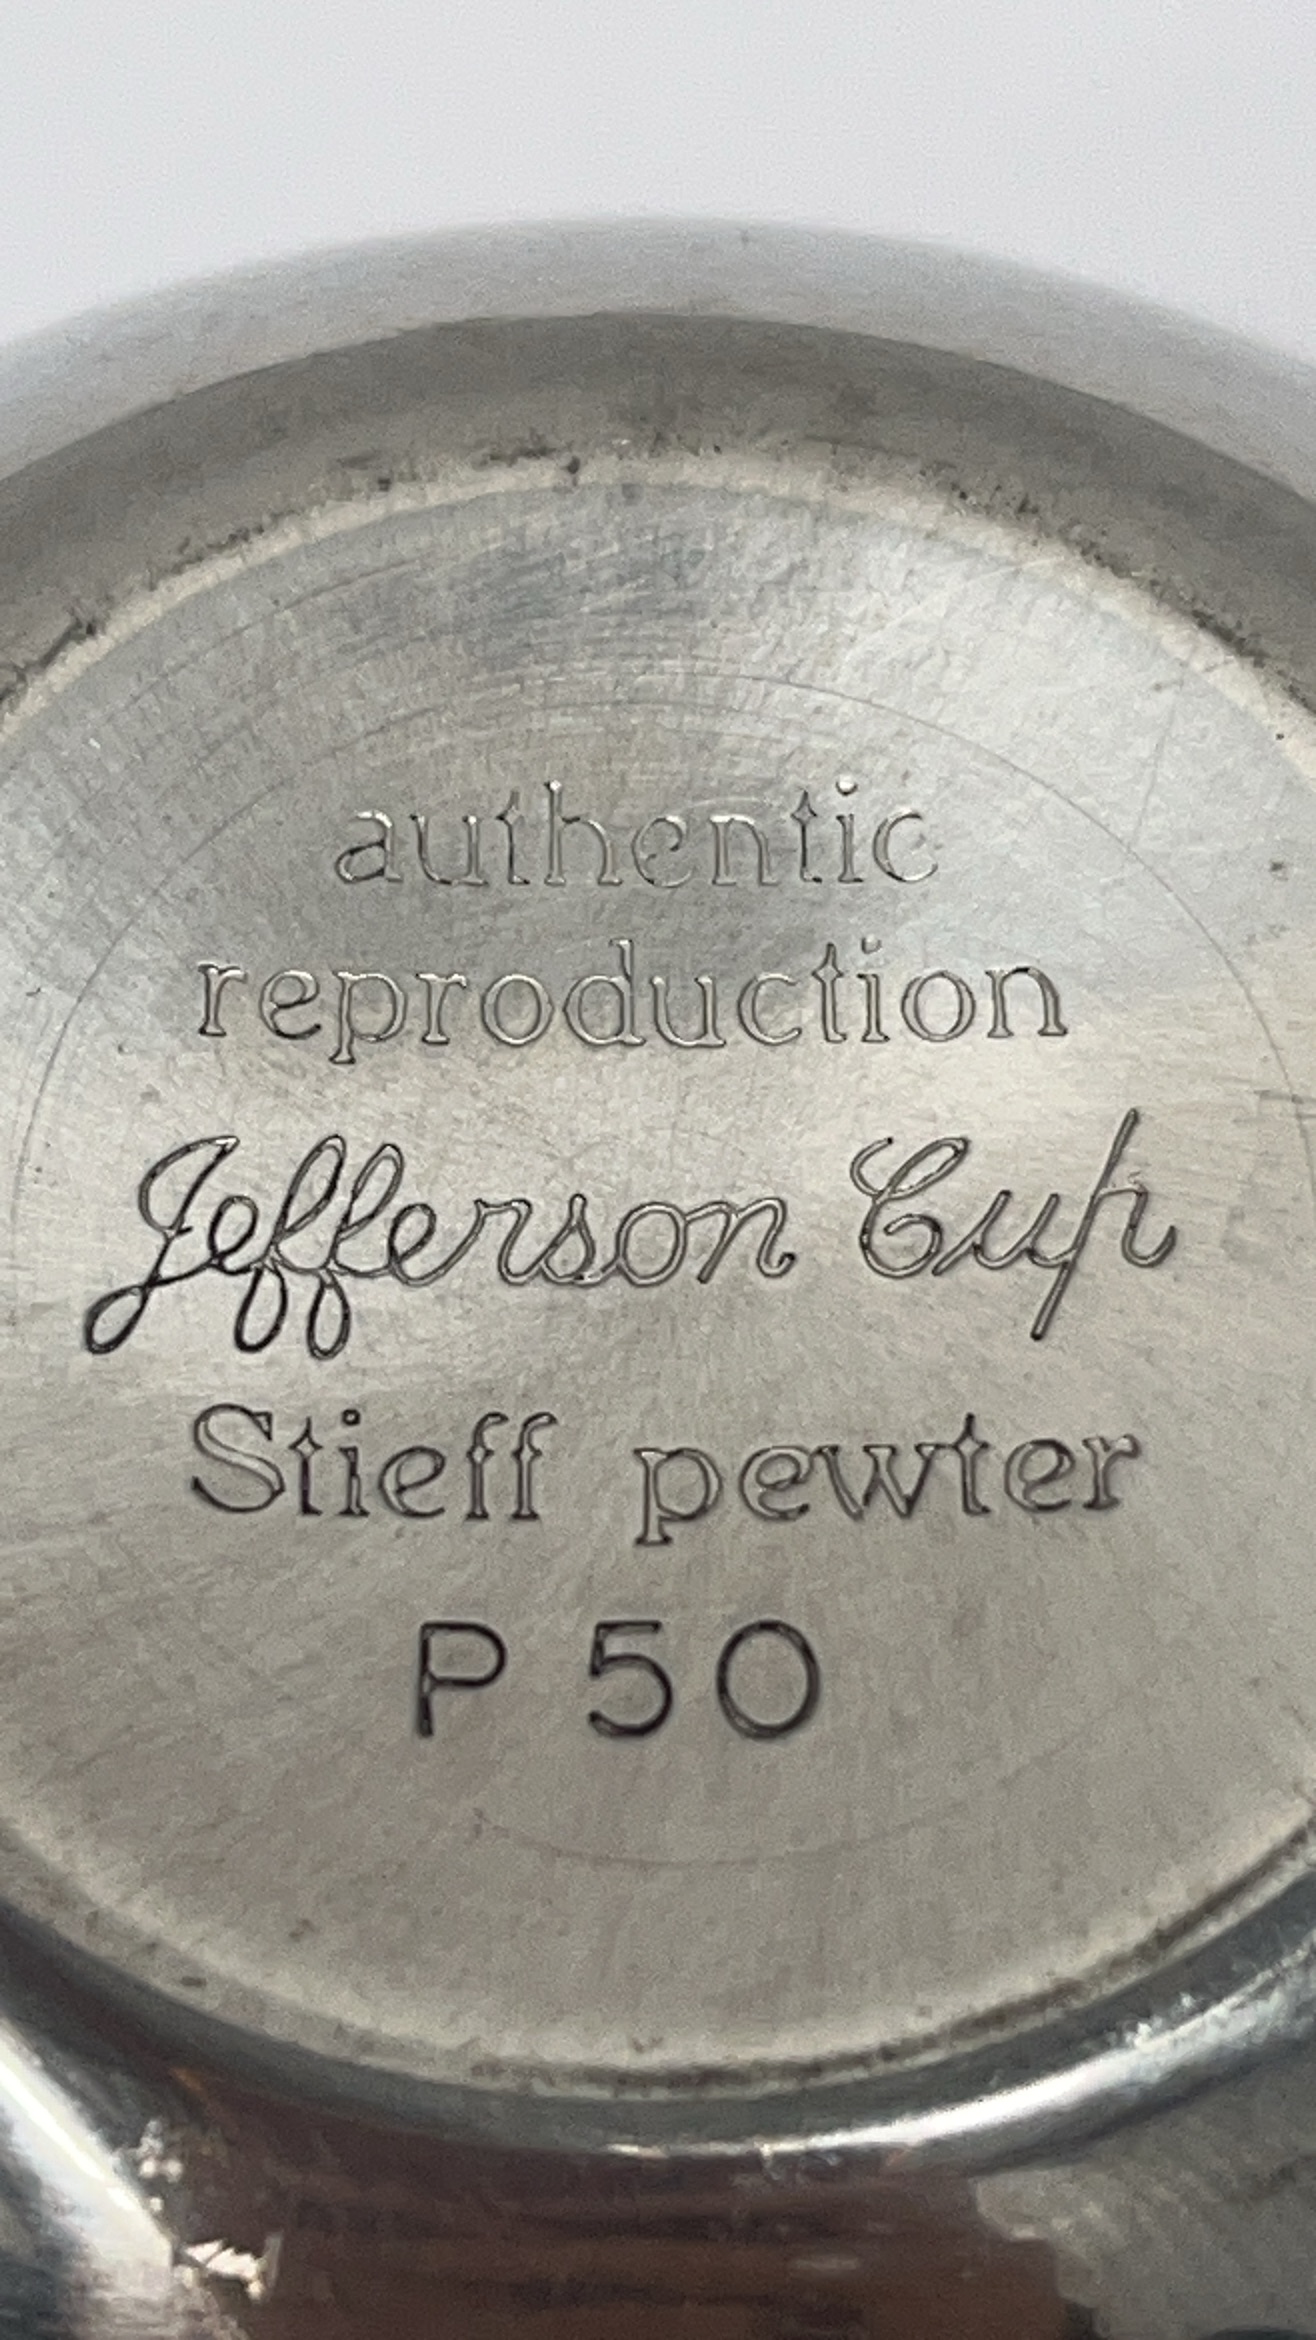 authentic
reproduction
Jefferson Cup
Stieff pewter
P 50